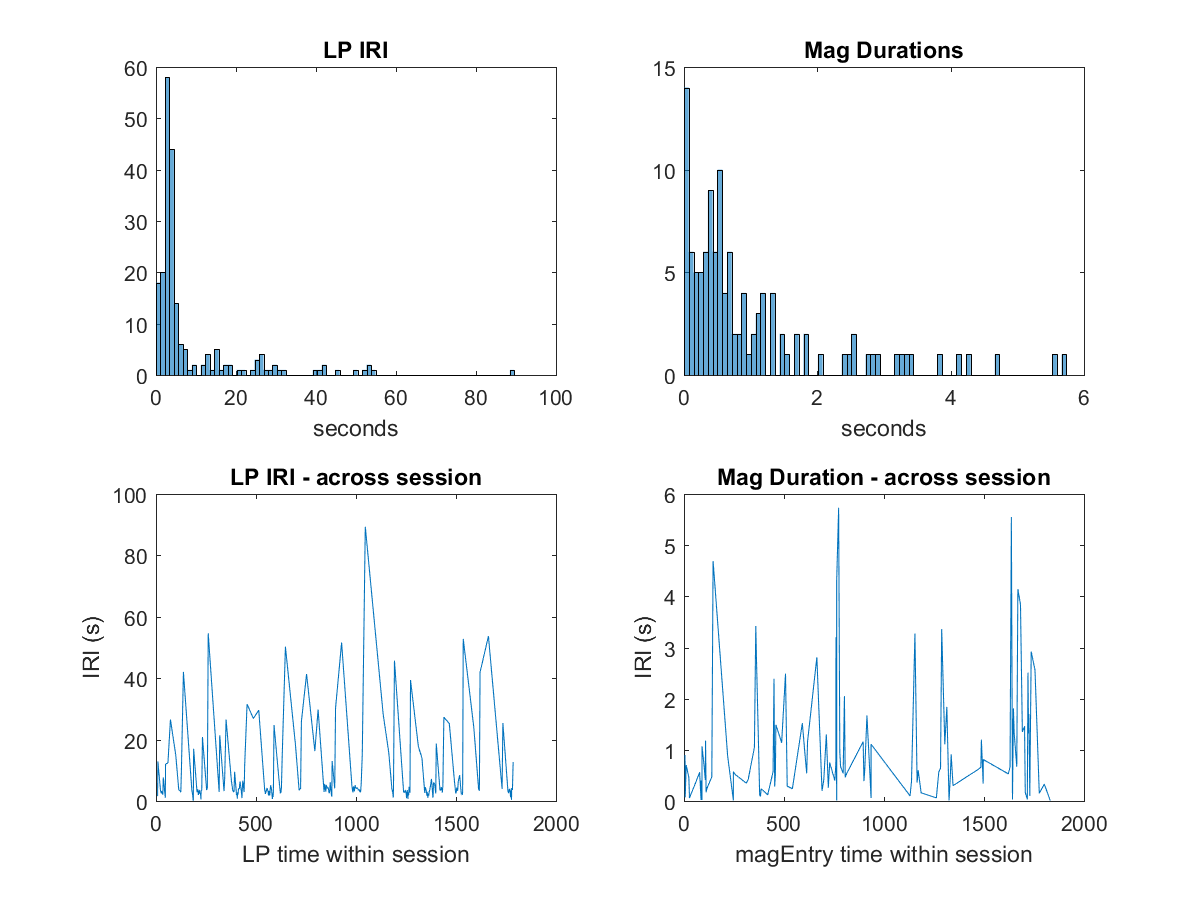 LP IRI
60
50
40
30
20
10
0
0 20 40 60 80 100
seconds
Mag Durations
15
10
5
0
0 2 4 6
seconds
LP IRI - across session
100
80
60
40
20
0
IRI (s)
0 500 1000 1500 2000
LP time within session
Mag Duration - across session
6
5
4
3
2
1
0
IRI (s)
0 500 1000 1500 2000
magEntry time within session